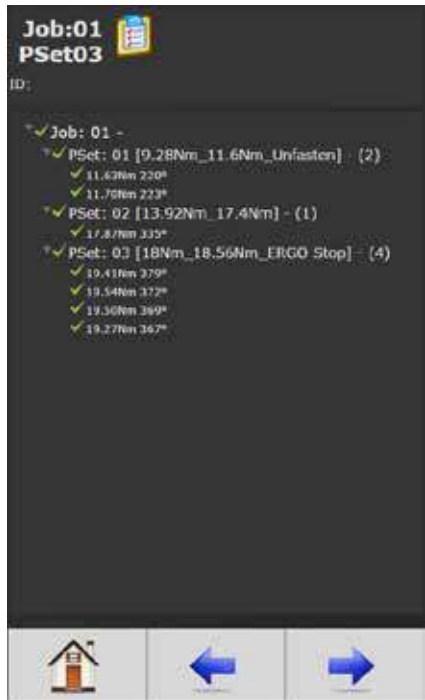 Job:01
PSet03
ID:
Job: 01 -
PSet: 01 [9.28Nm_11.6Nm_Unfasten] - (2)
11.63Nm 220°
11.70Nm 223°
PSet: 02 [13.92Nm_17.4Nm] - (1)
17.87Nm 335°
PSet: 03 [18Nm_18.56Nm_ERGO Stop] - (4)
19.41Nm 379°
19.54Nm 372°
19.50Nm 369°
19.27Nm 367°